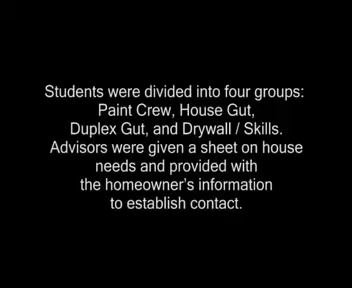 Students were divided into four groups:
Paint Crew, House Gut,
Duplex Gut, and Drywall / Skills.
Advisors were given a sheet on house
needs and provided with
the homeowner's information
to establish contact.